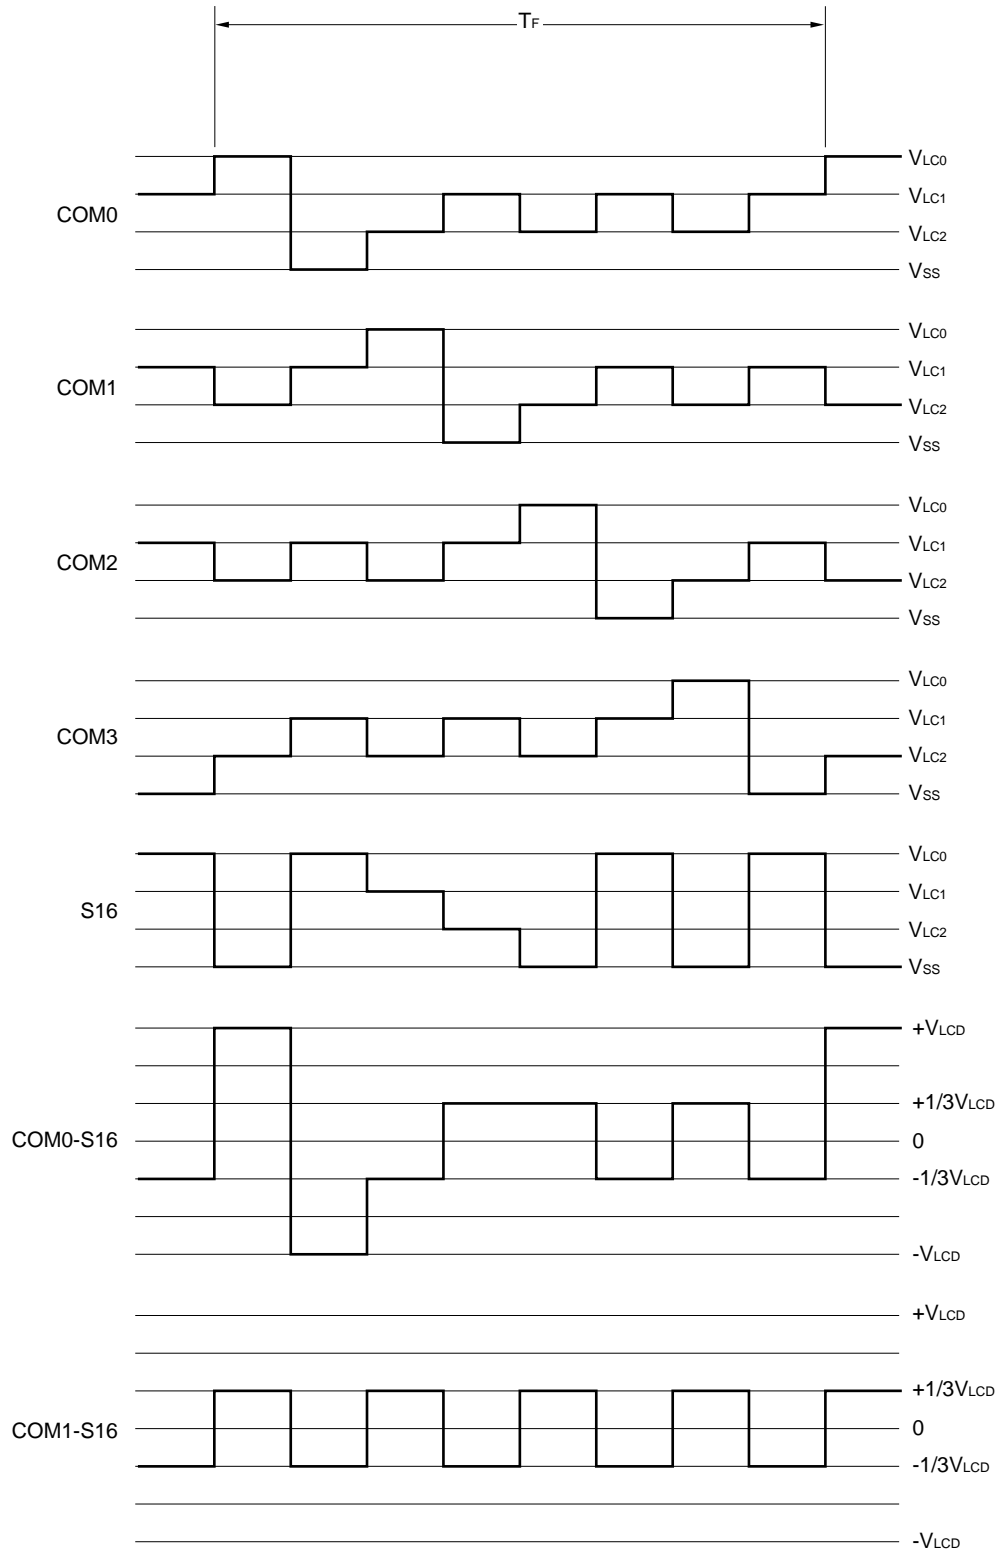 TF
VLC0
VLC1
COM0
VLC2
VSS
VLC0
VLC1
COM1
VLC2
VSS
VLC0
VLC1
COM2
VLC2
VSS
VLC0
VLC1
COM3
VLC2
VSS
VLC0
VLC1
S16
VLC2
VSS
+VLCD
+1/3VLCD
COM0-S16
0
-1/3VLCD
-VLCD
+VLCD
+1/3VLCD
COM1-S16
0
-1/3VLCD
-VLCD